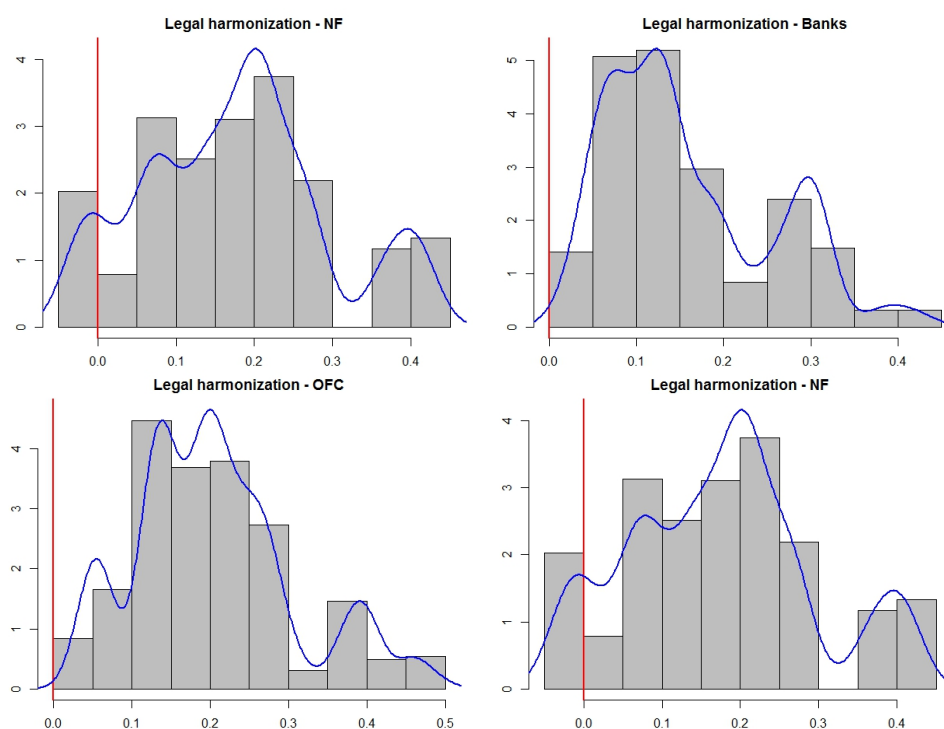 Legal harmonization - NF
0 1 2 3 4
0.0 0.1 0.2 0.3 0.4
Legal harmonization - Banks
0 1 2 3 4 5
0.0 0.1 0.2 0.3 0.4
Legal harmonization - OFC
0 1 2 3 4
0.0 0.1 0.2 0.3 0.4 0.5
Legal harmonization - NF
0 1 2 3 4
0.0 0.1 0.2 0.3 0.4